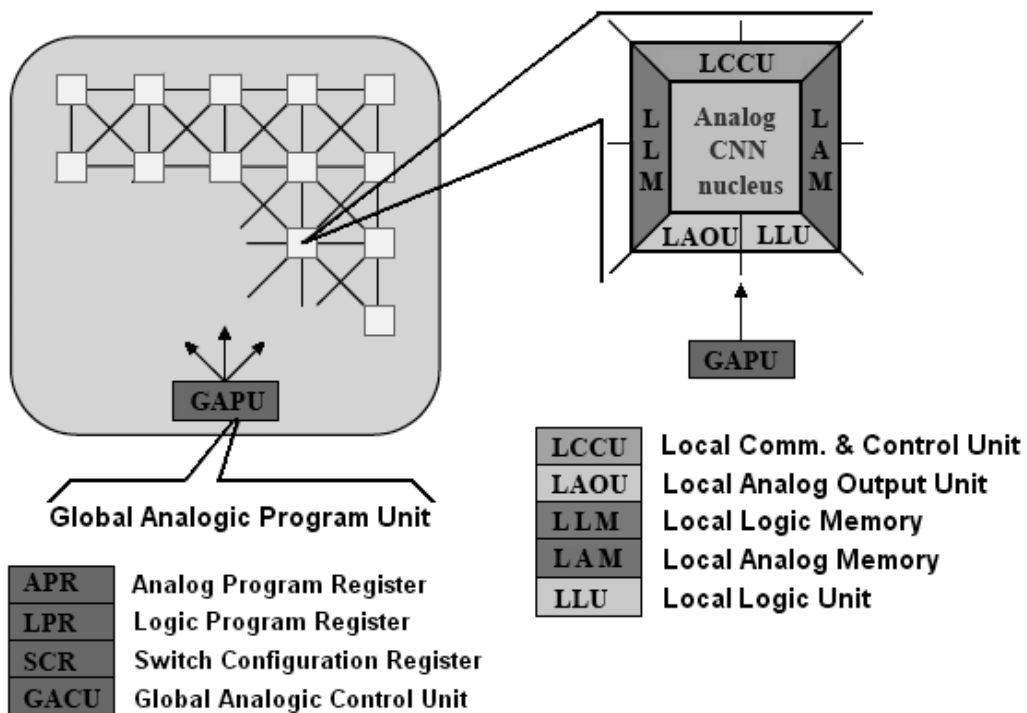 LCCU
LLM
Analog
CNN
nucleus
LAM
LAOU LLU
GAPU
GAPU
Global Analogic Program Unit
LCCU Local Comm. & Control Unit
LAOU Local Analog Output Unit
LLM Local Logic Memory
LAM Local Analog Memory
LLU Local Logic Unit
APR Analog Program Register
LPR Logic Program Register
SCR Switch Configuration Register
GACU Global Analogic Control Unit